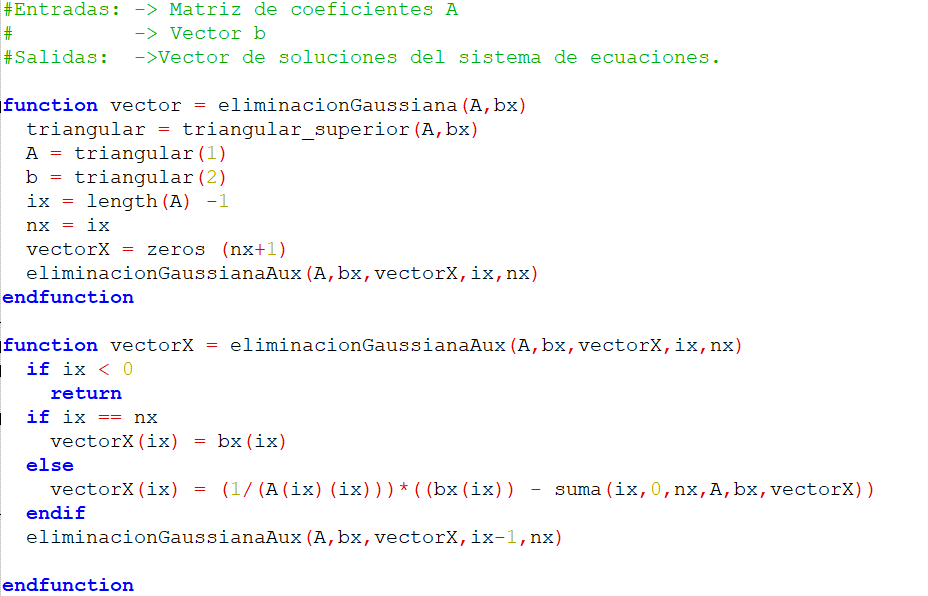 #Entradas: -> Matriz de coeficientes A
#          -> Vector b
#Salidas:  ->Vector de soluciones del sistema de ecuaciones.
function vector = eliminacionGaussiana(A,bx)
  triangular = triangular_superior(A,bx)
  A = triangular(1)
  b = triangular(2)
  ix = length(A) -1
  nx = ix
  vectorX = zeros (nx+1)
  eliminacionGaussianaAux(A,bx,vectorX,ix,nx)
endfunction
function vectorX = eliminacionGaussianaAux(A,bx,vectorX,ix,nx)
  if ix < 0
    return
  if ix == nx
    vectorX(ix) = bx(ix)
  else
    vectorX(ix) = (1/(A(ix)(ix)))*((bx(ix)) - suma(ix,0,nx,A,bx,vectorX))
  endif
  eliminacionGaussianaAux(A,bx,vectorX,ix-1,nx)
endfunction